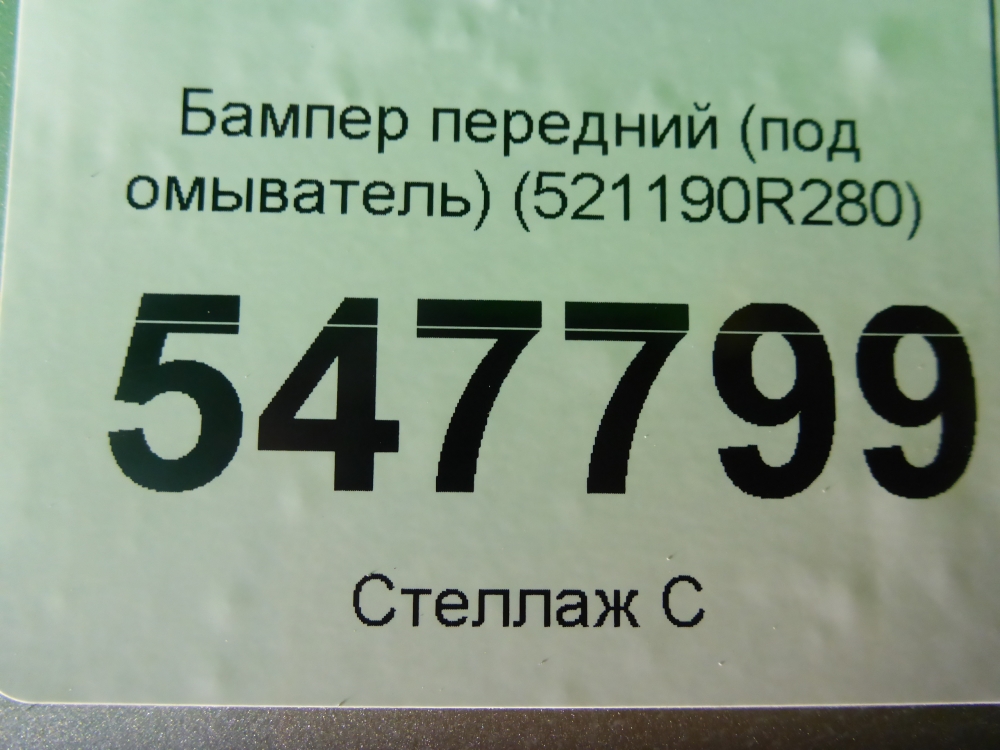 Бампер передний (под
омыватель) (521190R280)
547799
Стеллаж С